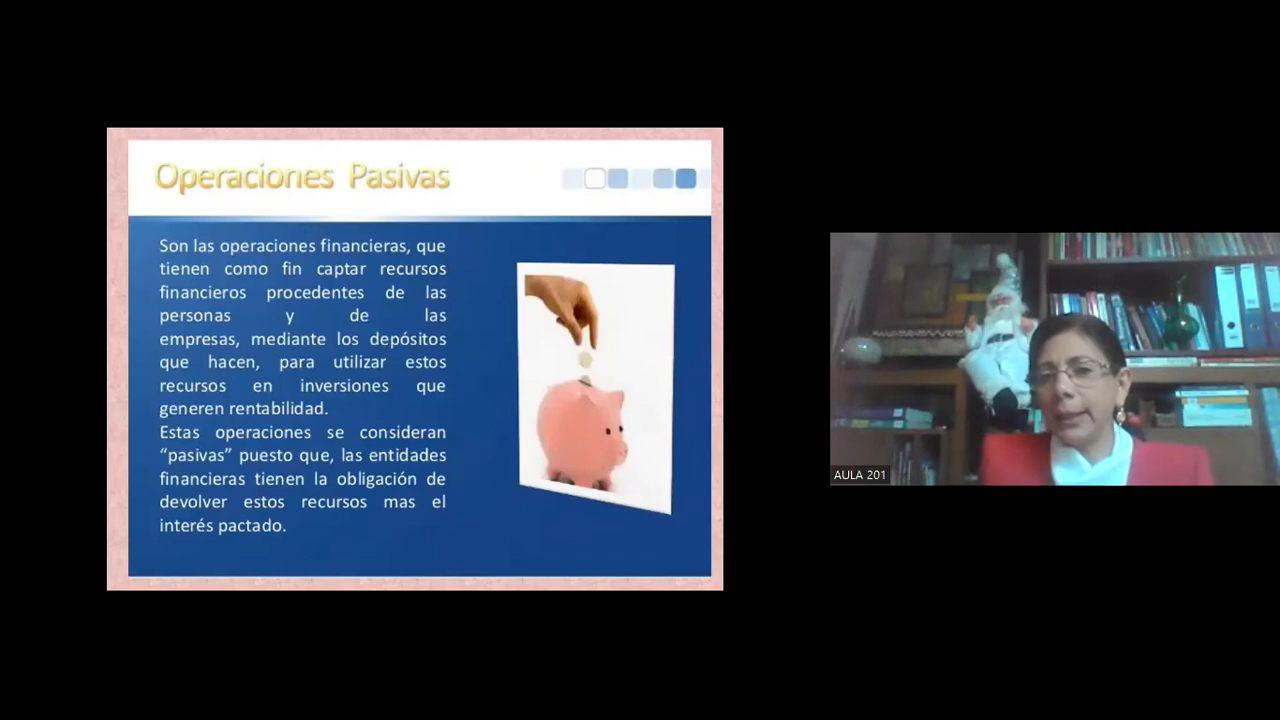 Operaciones Pasivas
Son las operaciones financieras, que
tienen como fin captar recursos
financieros procedentes de las
personas y de las
empresas, mediante los depósitos
que hacen, para utilizar estos
recursos en inversiones que
generen rentabilidad.
Estas operaciones se consideran
“pasivas” puesto que, las entidades
financieras tienen la obligación de
devolver estos recursos mas el
interés pactado.
AULA 201